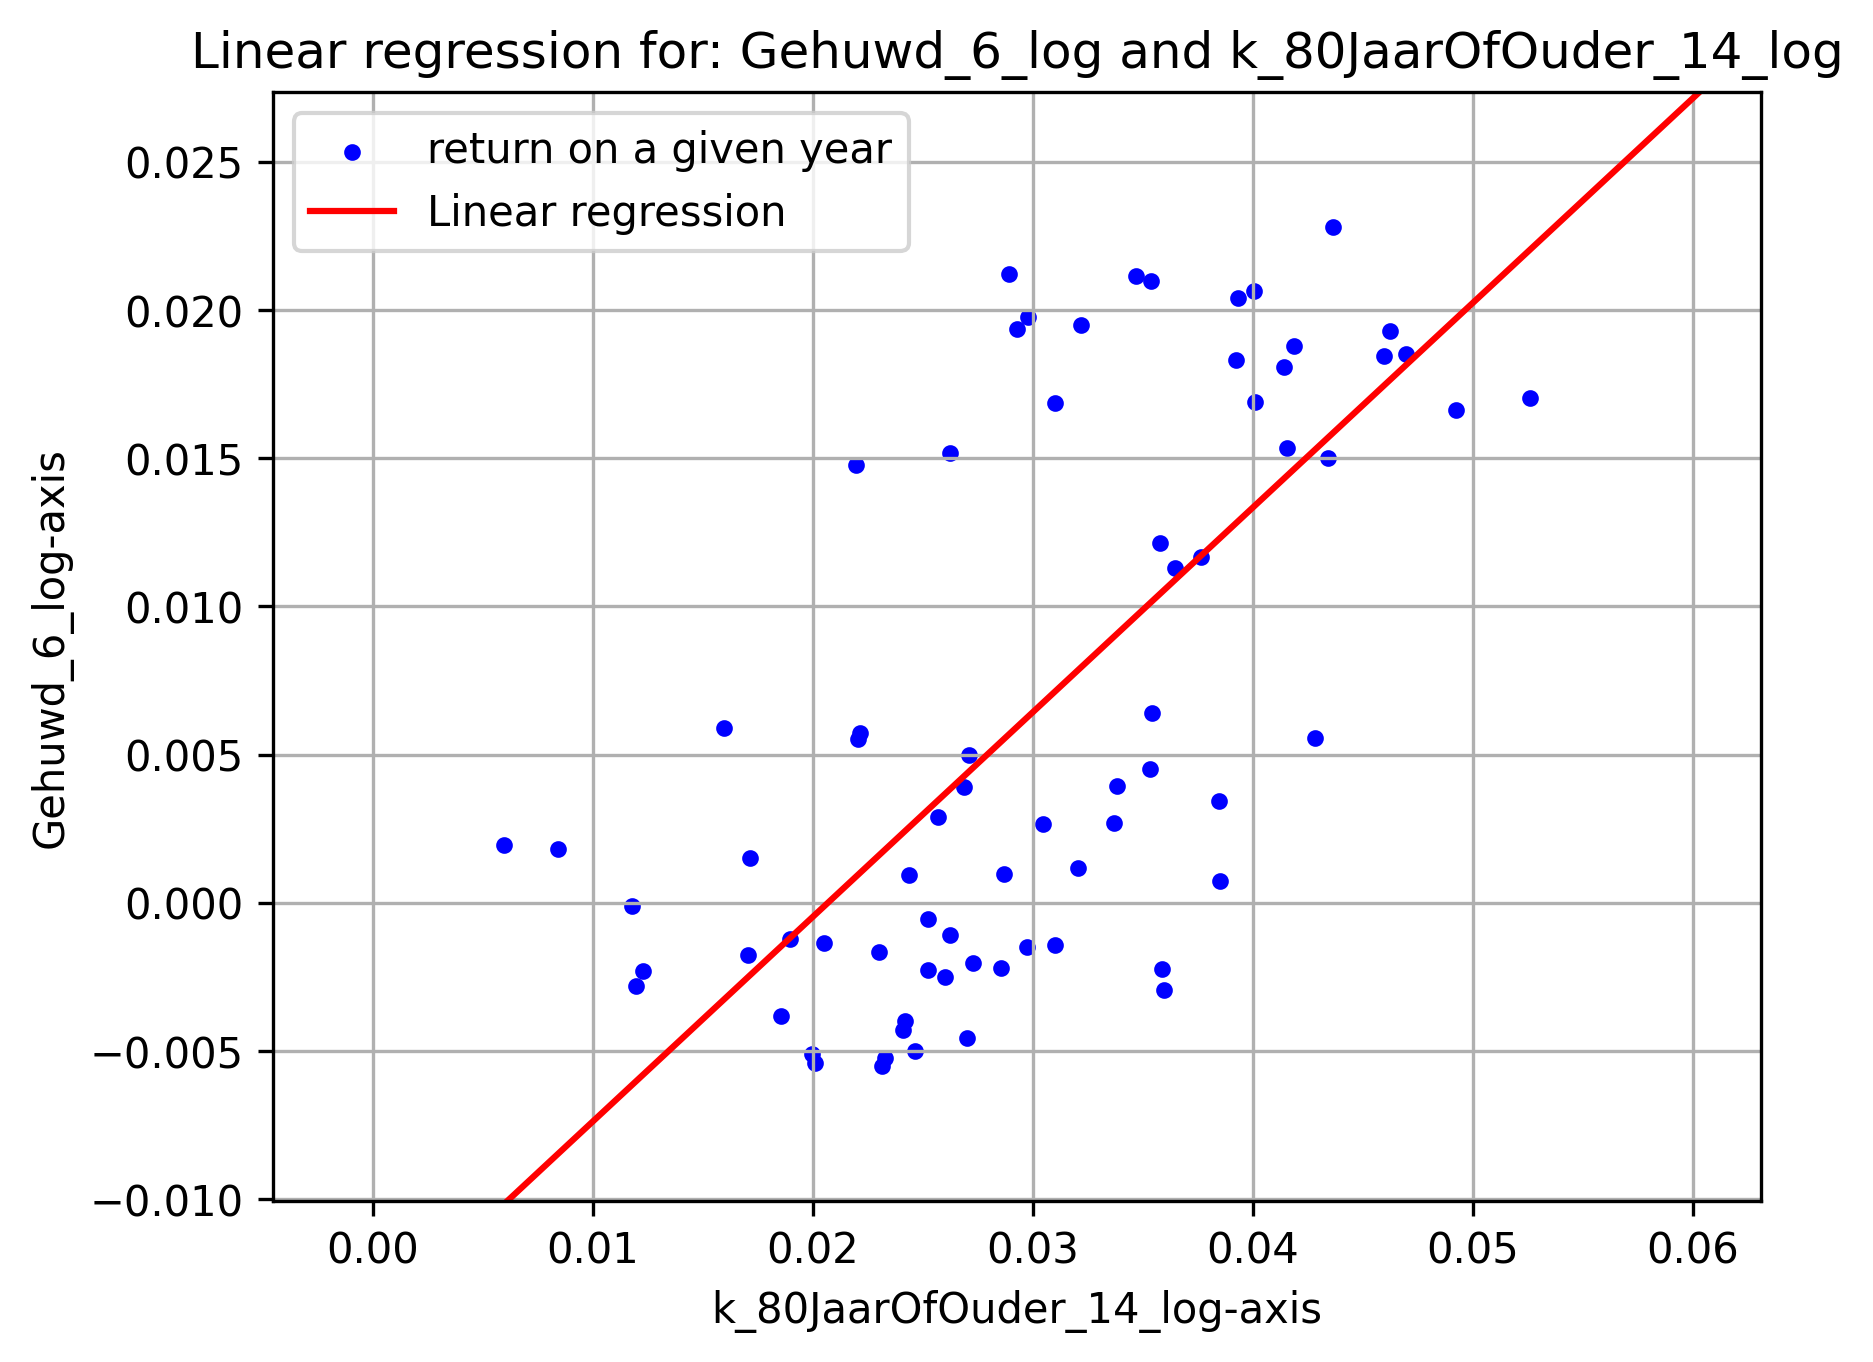 Linear regression for: Gehuwd_6_log and k_80JaarOfOuder_14_log
return on a given year
Linear regression
0.025
0.020
0.015
0.010
0.005
0.000
−0.005
−0.010
Gehuwd_6_log-axis
0.00 0.01 0.02 0.03 0.04 0.05 0.06
k_80JaarOfOuder_14_log-axis